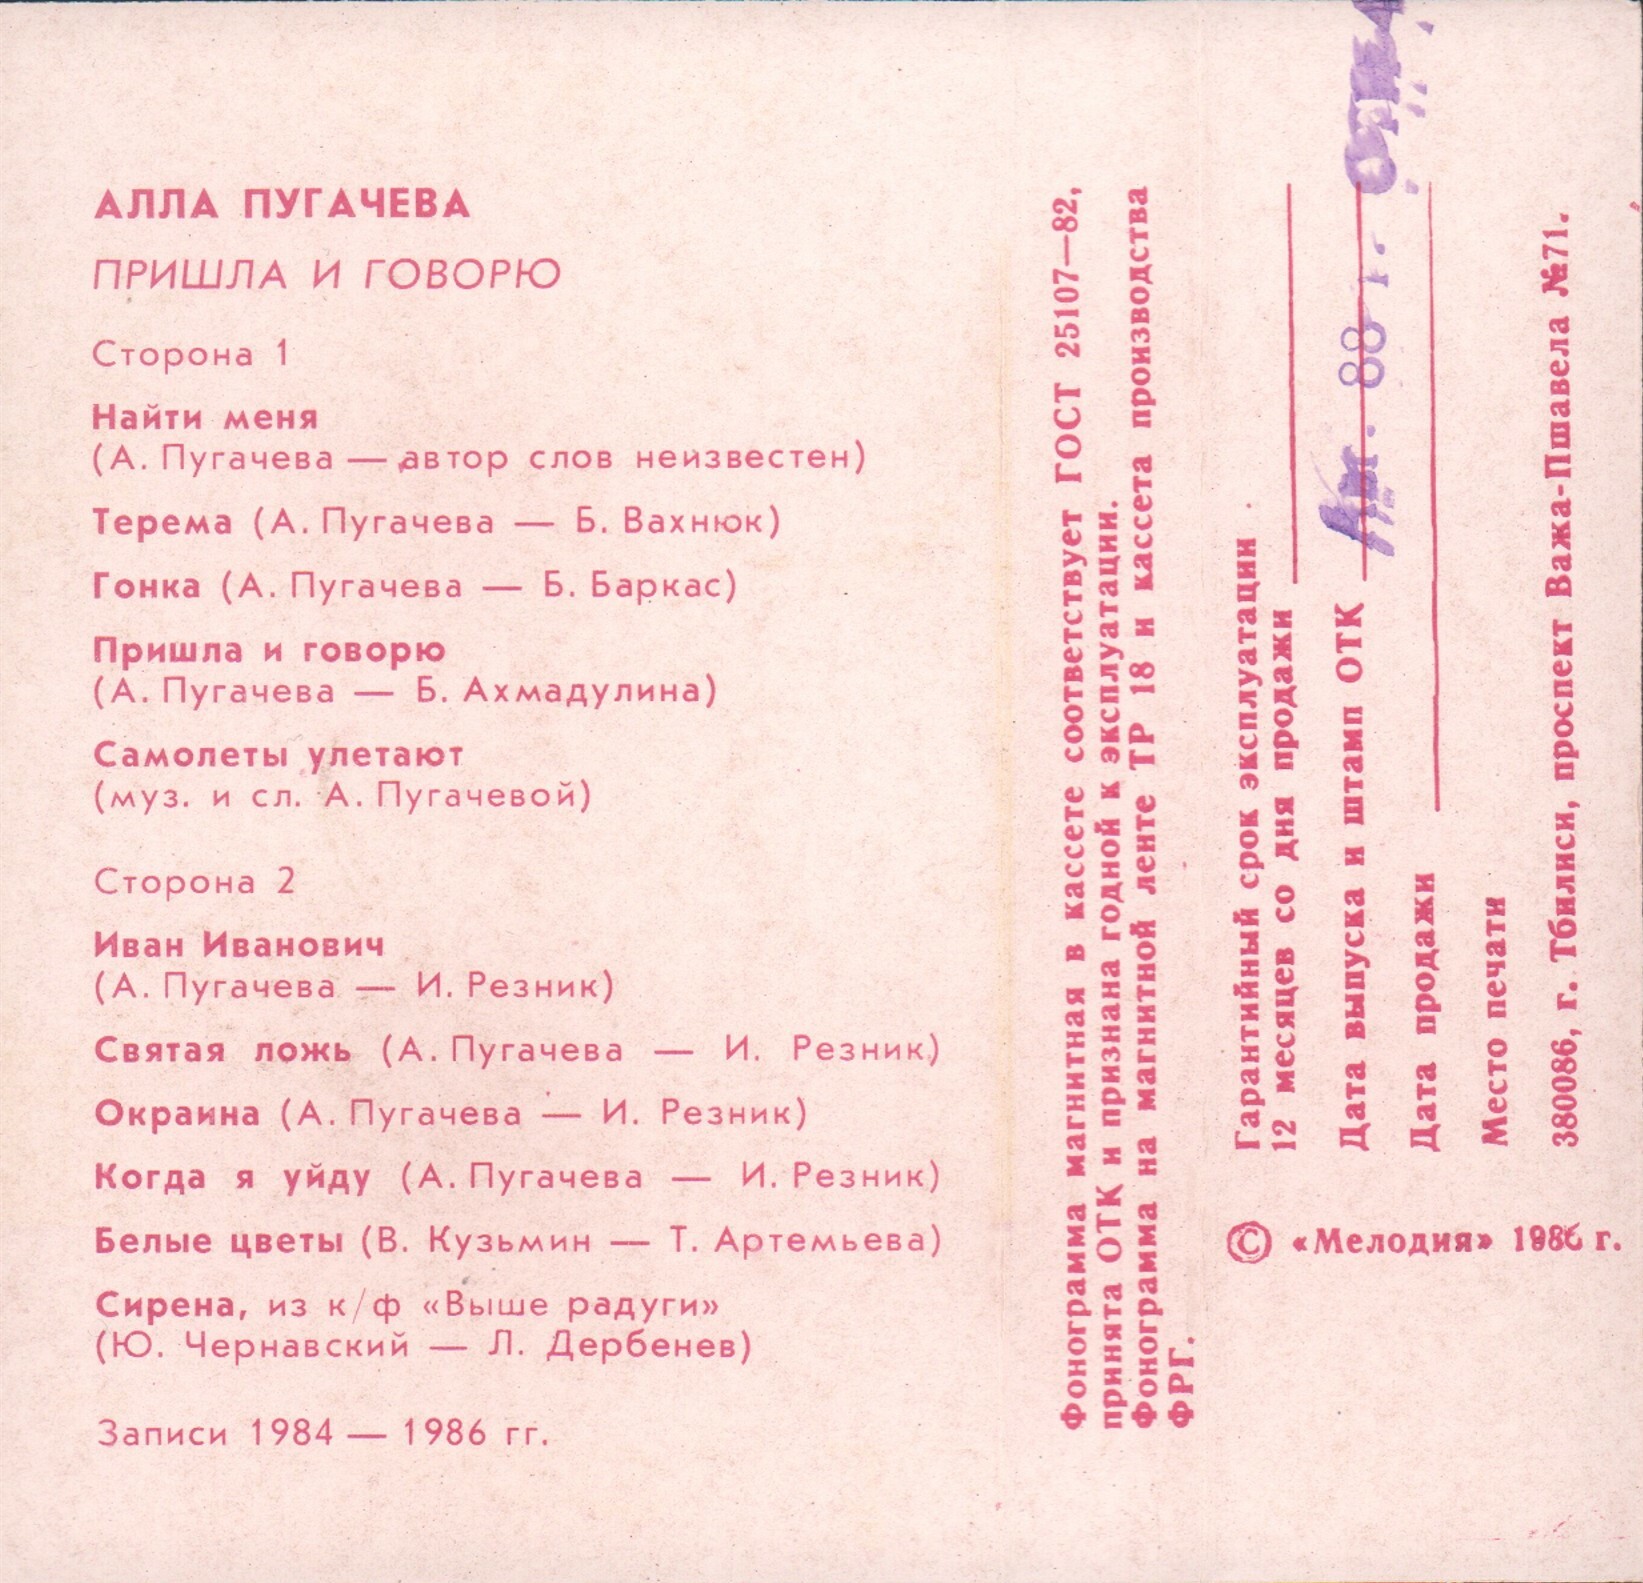 АЛЛА ПУГАЧЕВА
ПРИШЛА И ГОВОРЮ
Сторона 1
Найти меня
(А. Пугачева — автор слов неизвестен)
Терема (А. Пугачева — Б. Вахнюк)
Гонка (А. Пугачева — Б. Баркас)
Пришла и говорю
(А. Пугачева — Б. Ахмадулина)
Самолеты улетают
(муз. и сл. А. Пугачевой)
Сторона 2
Иван Иванович
(А. Пугачева — И. Резник)
Святая ложь (А. Пугачева — И. Резник)
Окраина (А. Пугачева — И. Резник)
Когда я уйду (А. Пугачева — И. Резник)
Белые цветы (В. Кузьмин — Т. Артемьева)
Сирена, из к/ф «Выше радуги»
(Ю. Чернавский — Л. Дербенев)
Записи 1984 — 1986 гг.
Фонограмма магнитная в кассете соответствует ГОСТ 25107—82,
принята ОТК и признана годной к эксплуатации.
Фонограмма на магнитной ленте ТР 18 и кассета производства
ФРГ.
Гарантийный срок эксплуатации
12 месяцев со дня продажи
Дата выпуска и штамп ОТК
88 г.
Дата продажи
Место печати
380086, г. Тбилиси, проспект Важа-Пшавела №71.
© «Мелодия» 1986 г.